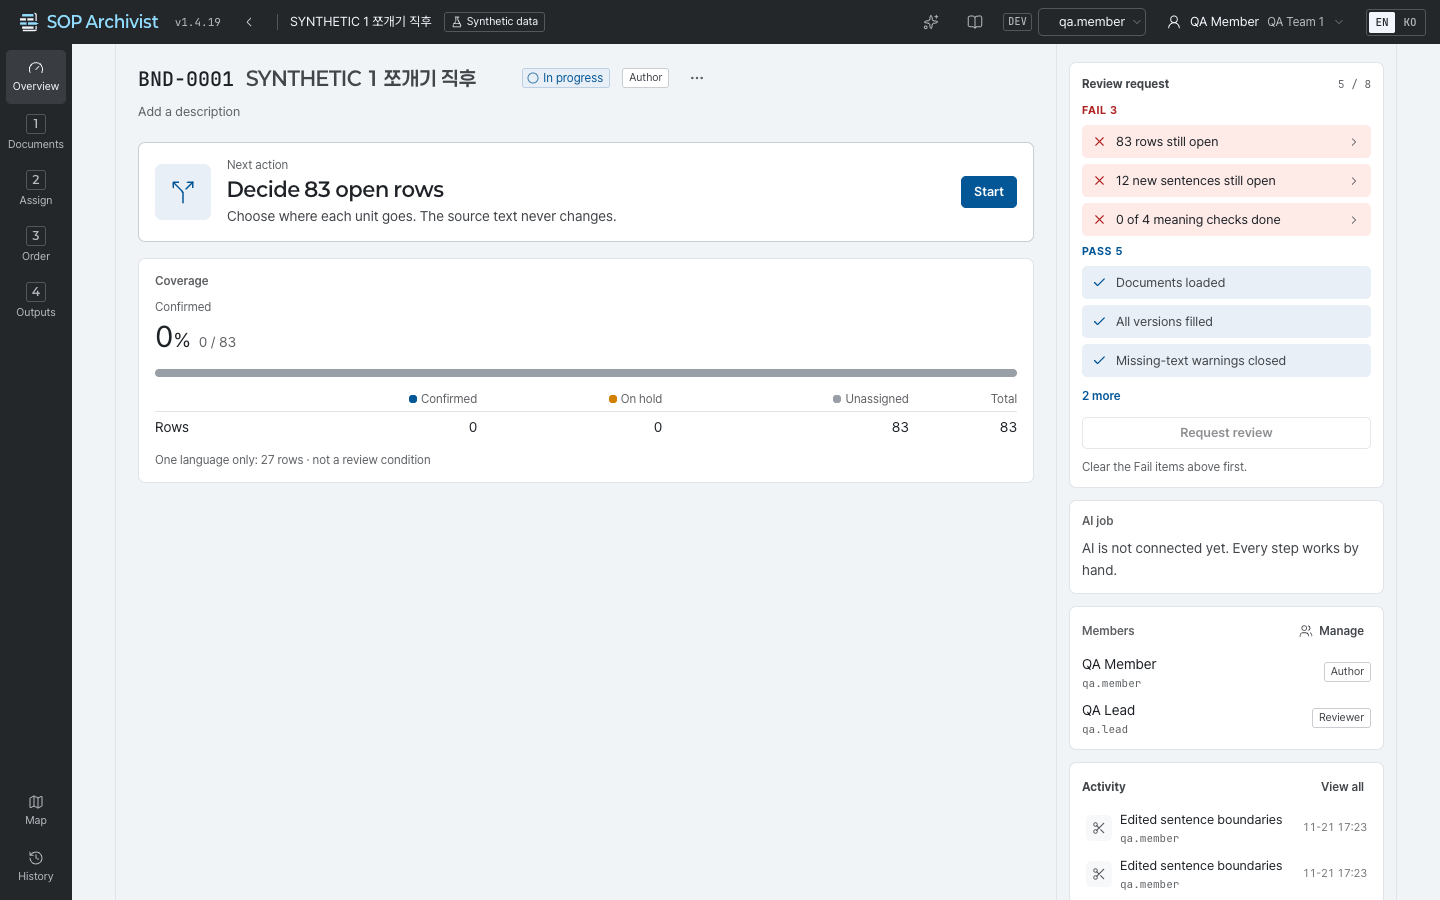 SOP Archivist v1.4.19 SYNTHETIC 1 쪼개기 직후 Synthetic data DEV qa.member QA Member QA Team 1 EN KO
Overview
1
Documents
2
Assign
3
Order
4
Outputs
Map
History
BND-0001 SYNTHETIC 1 쪼개기 직후 In progress Author ···
Add a description
Next action
Decide 83 open rows
Choose where each unit goes. The source text never changes.
Start
Coverage
Confirmed
0% 0 / 83
Confirmed On hold Unassigned Total
Rows 0 0 83 83
One language only: 27 rows · not a review condition
Review request 5 / 8
FAIL 3
83 rows still open
12 new sentences still open
0 of 4 meaning checks done
PASS 5
Documents loaded
All versions filled
Missing-text warnings closed
2 more
Request review
Clear the Fail items above first.
AI job
AI is not connected yet. Every step works by
hand.
Members Manage
QA Member Author
qa.member
QA Lead Reviewer
qa.lead
Activity View all
Edited sentence boundaries 11-21 17:23
qa.member
Edited sentence boundaries 11-21 17:23
qa.member